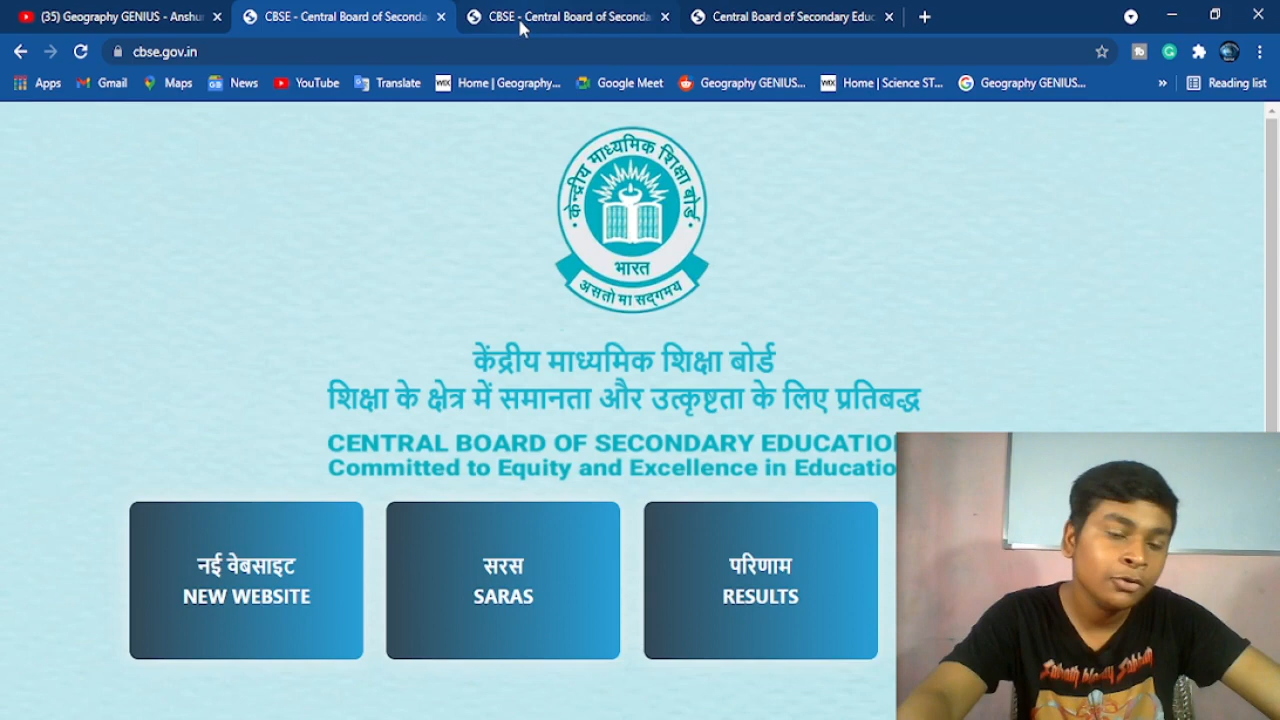 (35) Geography GENIUS - Anshu
CBSE - Central Board of Seconda
CBSE - Central Board of Seconda
Central Board of Secondary Educ
cbse.gov.in
Apps
Gmail
Maps
News
YouTube
Translate
Home | Geography...
Google Meet
Geography GENIUS...
Home | Science ST...
Geography GENIUS...
»
Reading list
केन्द्रीय माध्यमिक शिक्षा बोर्ड
भारत
असतो मा सद्गमय
केंद्रीय माध्यमिक शिक्षा बोर्ड
शिक्षा के क्षेत्र में समानता और उत्कृष्टता के लिए प्रतिबद्ध
CENTRAL BOARD OF SECONDARY EDUCATIO
Committed to Equity and Excellence in Educatio
नई वेबसाइट
NEW WEBSITE
सरस
SARAS
परिणाम
RESULTS